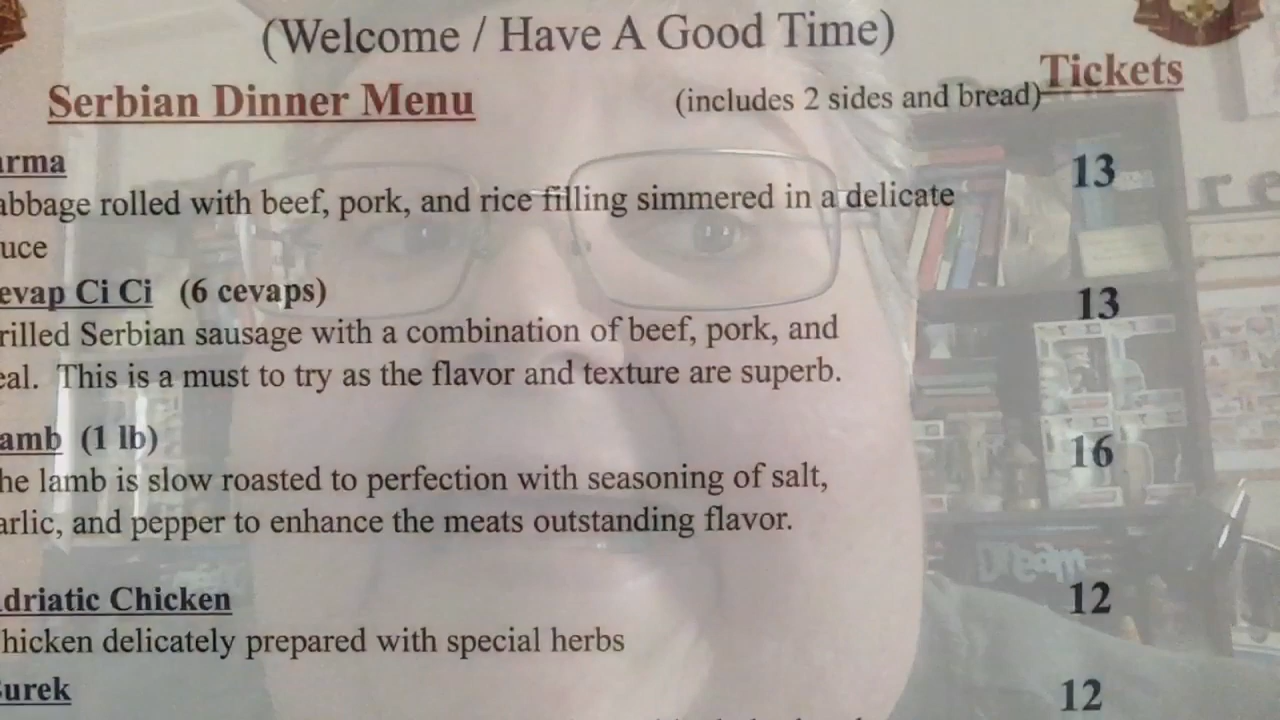 (Welcome / Have A Good Time)
Tickets
Serbian Dinner Menu (includes 2 sides and bread)
arma 13
abbage rolled with beef, pork, and rice filling simmered in a delicate
uce
evap Ci Ci (6 cevaps) 13
rilled Serbian sausage with a combination of beef, pork, and
eal. This is a must to try as the flavor and texture are superb.
amb (1 lb) 16
he lamb is slow roasted to perfection with seasoning of salt,
arlic, and pepper to enhance the meats outstanding flavor.
Dream
driatic Chicken 12
hicken delicately prepared with special herbs
urek 12